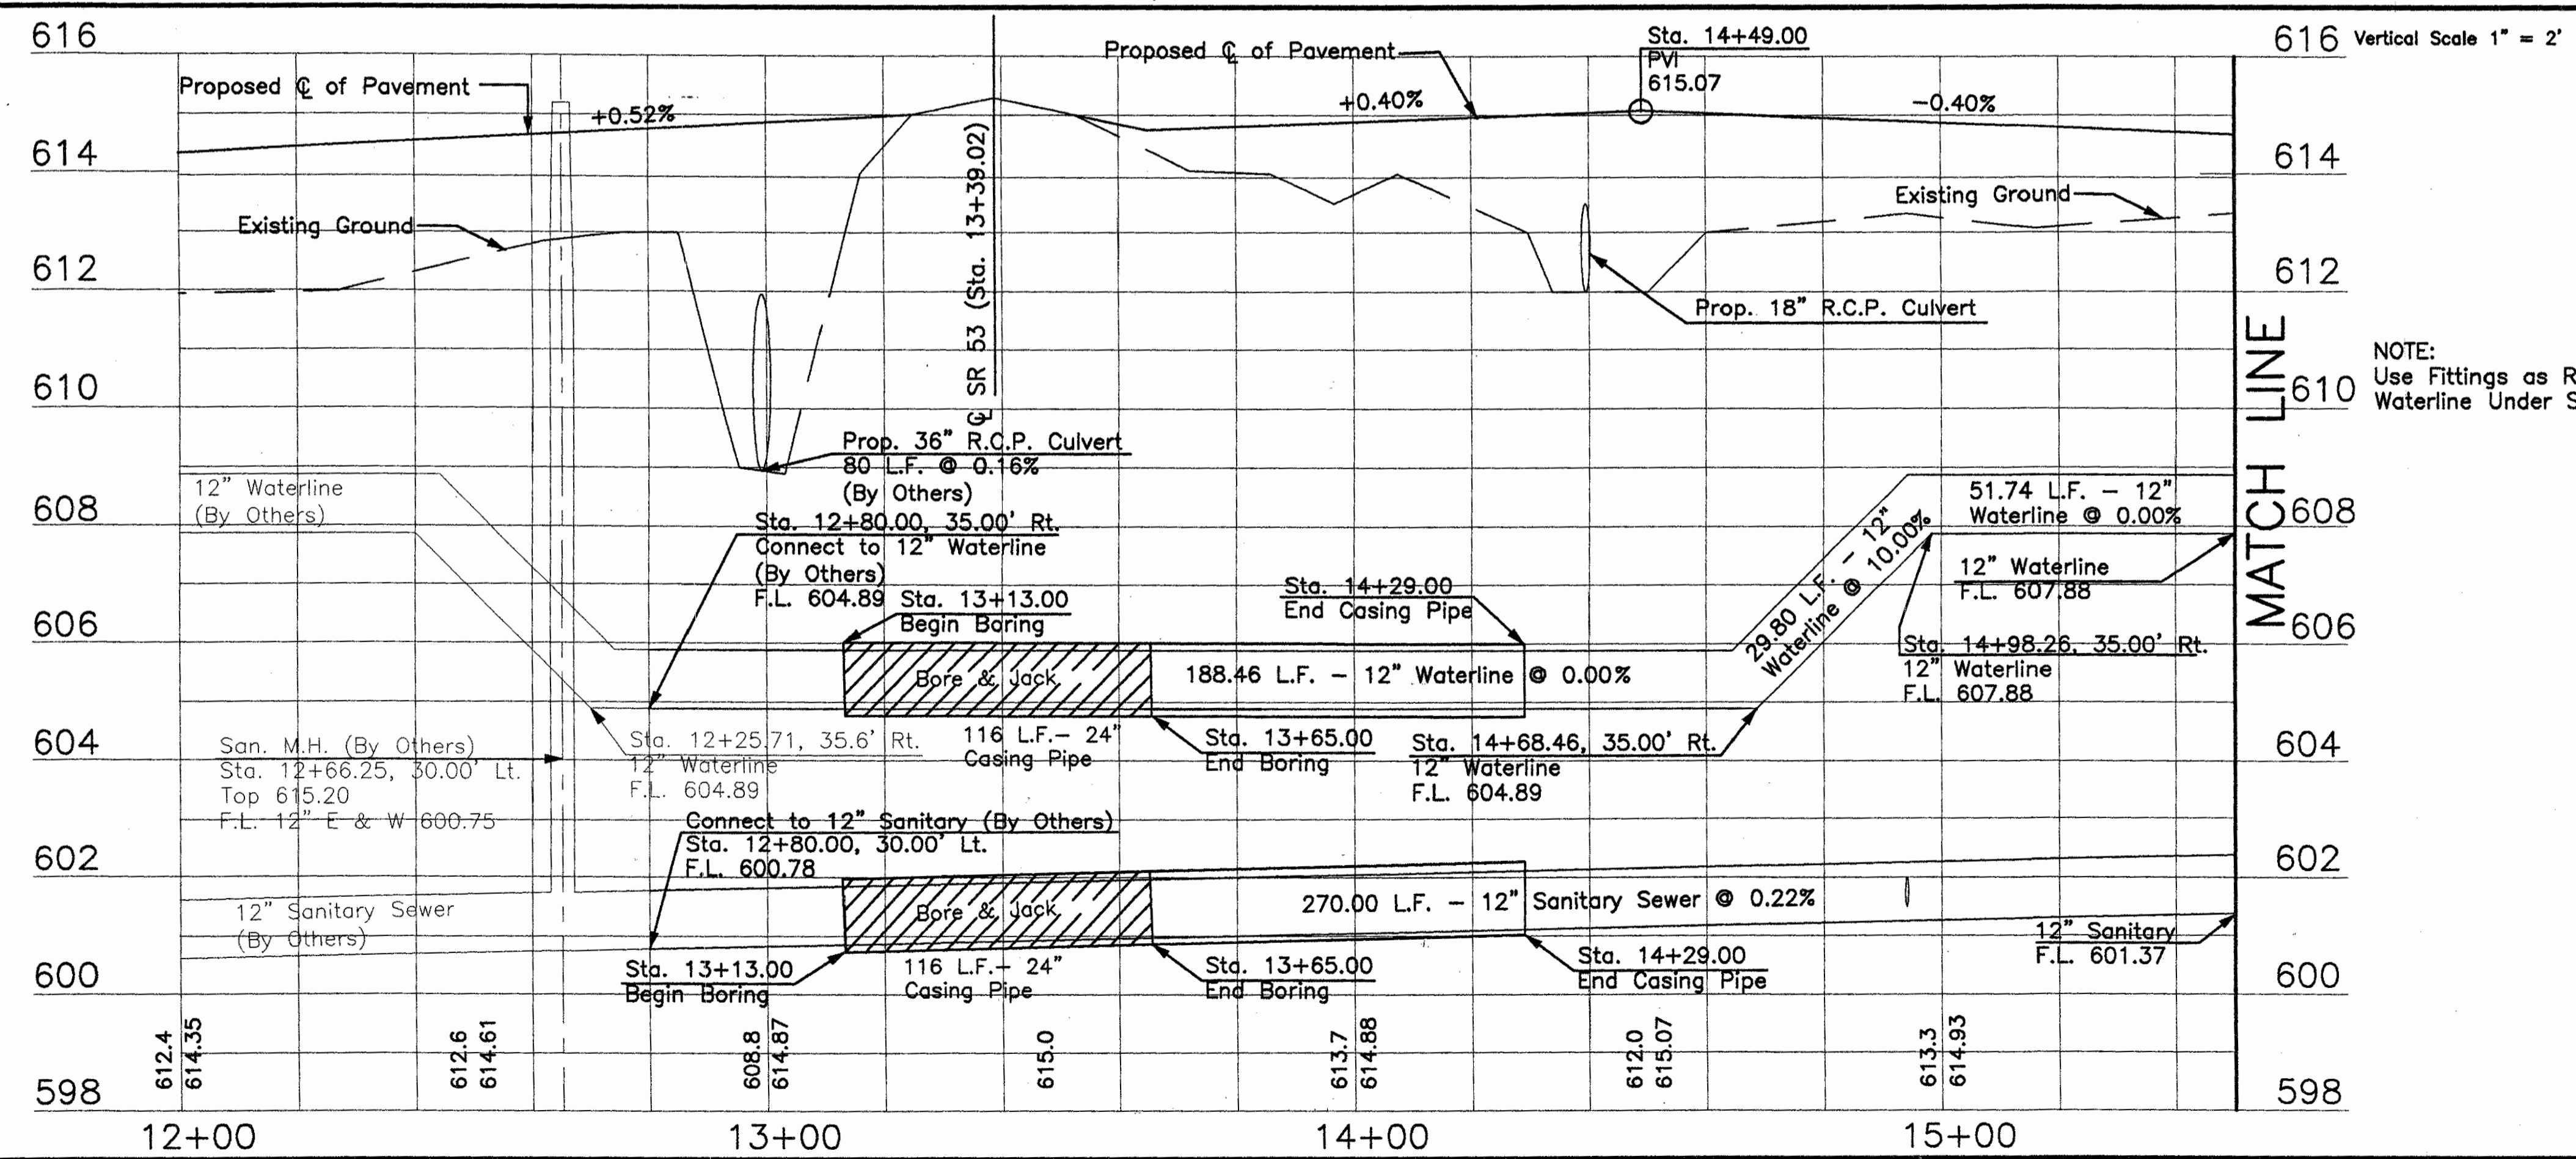 616
614
612
610
608
606
604
602
600
598
Proposed ℄ of Pavement
+0.52%
Existing Ground
℄ SR 53 (Sta. 13+39.02)
Proposed ℄ of Pavement
+0.40%
Sta. 14+49.00
PVI
615.07
-0.40%
Existing Ground
Prop. 18" R.C.P. Culvert
Prop. 36" R.C.P. Culvert
80 L.F. @ 0.16%
(By Others)
12" Waterline
(By Others)
Sta. 12+80.00, 35.00' Rt.
Connect to 12" Waterline
(By Others)
F.L. 604.89
Sta. 13+13.00
Begin Boring
Sta. 14+29.00
End Casing Pipe
29.80 L.F. - 12"
Waterline @ 10.00%
51.74 L.F. - 12"
Waterline @ 0.00%
12" Waterline
F.L. 607.88
Sta. 14+98.26, 35.00' Rt.
12" Waterline
F.L. 607.88
Bore & Jack
188.46 L.F. - 12" Waterline @ 0.00%
San. M.H. (By Others)
Sta. 12+66.25, 30.00' Lt.
Top 615.20
F.L. 12" E & W 600.75
Sta. 12+25.71, 35.6' Rt.
12" Waterline
F.L. 604.89
116 L.F.- 24"
Casing Pipe
Sta. 13+65.00
End Boring
Sta. 14+68.46, 35.00' Rt.
12" Waterline
F.L. 604.89
Connect to 12" Sanitary (By Others)
Sta. 12+80.00, 30.00' Lt.
F.L. 600.78
12" Sanitary Sewer
(By Others)
Bore & Jack
270.00 L.F. - 12" Sanitary Sewer @ 0.22%
12" Sanitary
F.L. 601.37
Sta. 13+13.00
Begin Boring
116 L.F.- 24"
Casing Pipe
Sta. 13+65.00
End Boring
Sta. 14+29.00
End Casing Pipe
612.4
614.35
612.6
614.61
608.8
614.87
615.0
613.7
614.88
612.0
615.07
613.3
614.93
12+00
13+00
14+00
15+00
MATCH LINE
616
614
612
610
608
606
604
602
600
598
Vertical Scale 1" = 2'
NOTE:
Use Fittings as R
Waterline Under S